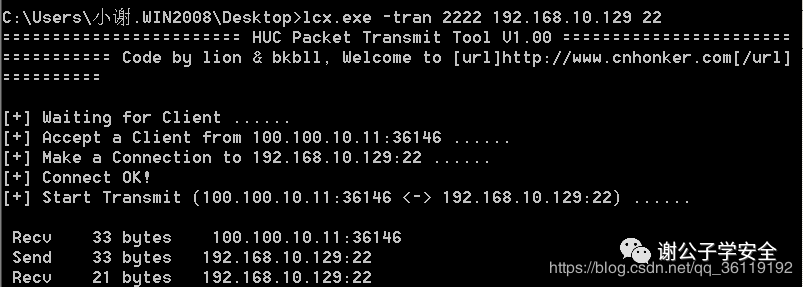 C:\Users\小谢.WIN2008\Desktop>lcx.exe -tran 2222 192.168.10.129 22
======================== HUC Packet Transmit Tool V1.00 =======================
=========== Code by lion & bkbll, Welcome to [url]http://www.cnhonker.com[/url]
==========
[+] Waiting for Client ......
[+] Accept a Client from 100.100.10.11:36146 ......
[+] Make a Connection to 192.168.10.129:22 ......
[+] Connect OK!
[+] Start Transmit (100.100.10.11:36146 <-> 192.168.10.129:22) ......
Recv 33 bytes 100.100.10.11:36146
Send 33 bytes 192.168.10.129:22
Recv 21 bytes 192.168.10.129:22
谢公子学安全
https://blog.csdn.net/qq_36119192